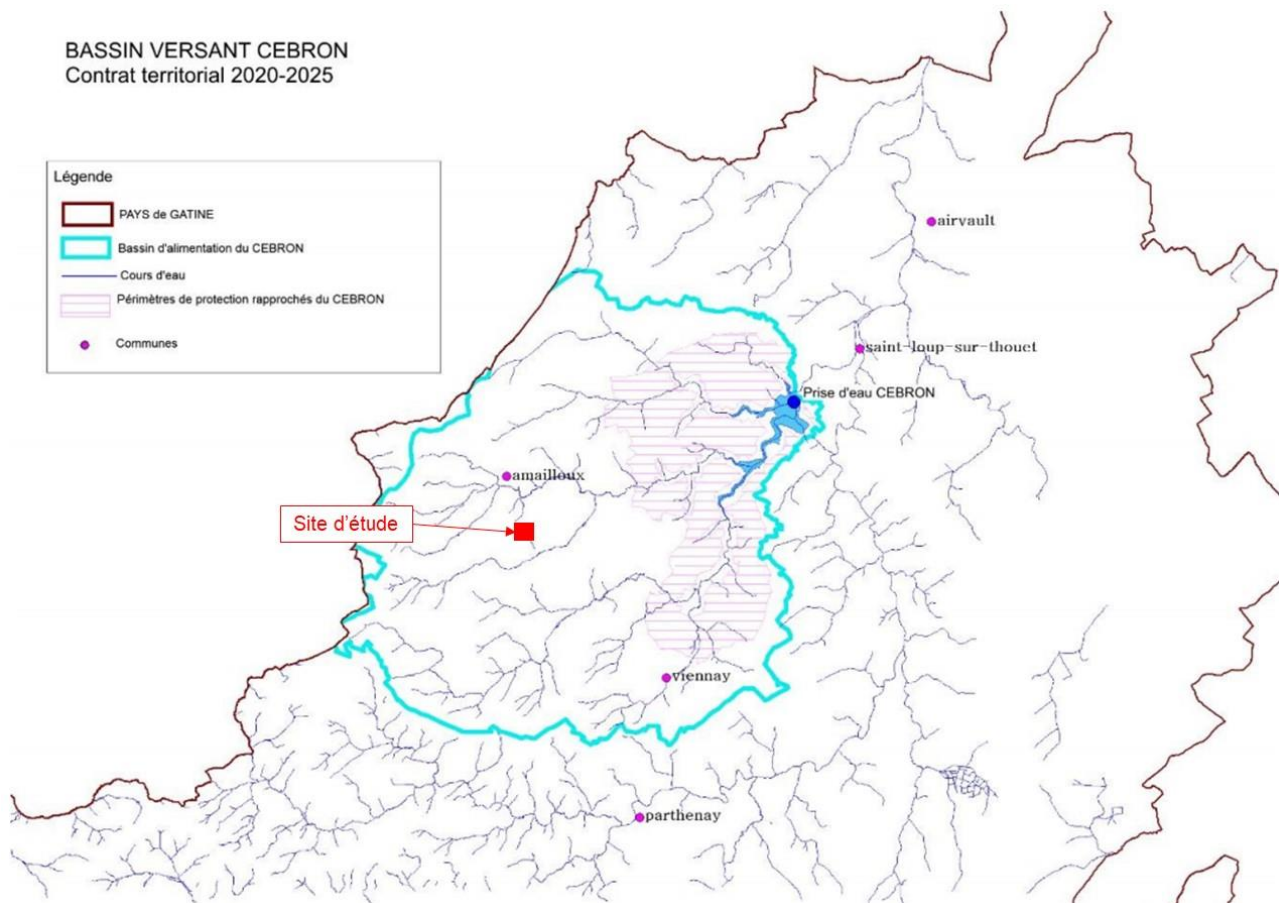 BASSIN VERSANT CEBRON
Contrat territorial 2020-2025
Légende
PAYS de GATINE
Bassin d'alimentation du CEBRON
Cours d'eau
Périmètres de protection rapprochés du CEBRON
Communes
airvault
saint-loup-sur-thouet
Prise d'eau CEBRON
amailloux
Site d'étude
viennay
parthenay